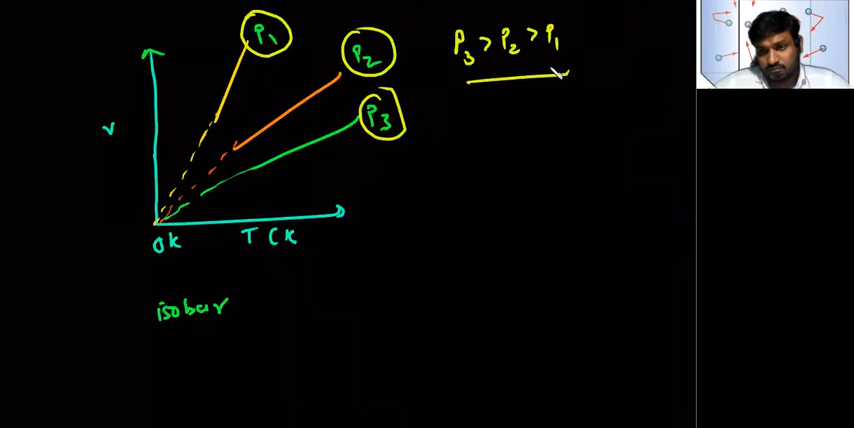 P1
P2
P3
P3 > P2 > P1
v
0K
T (K
isobar